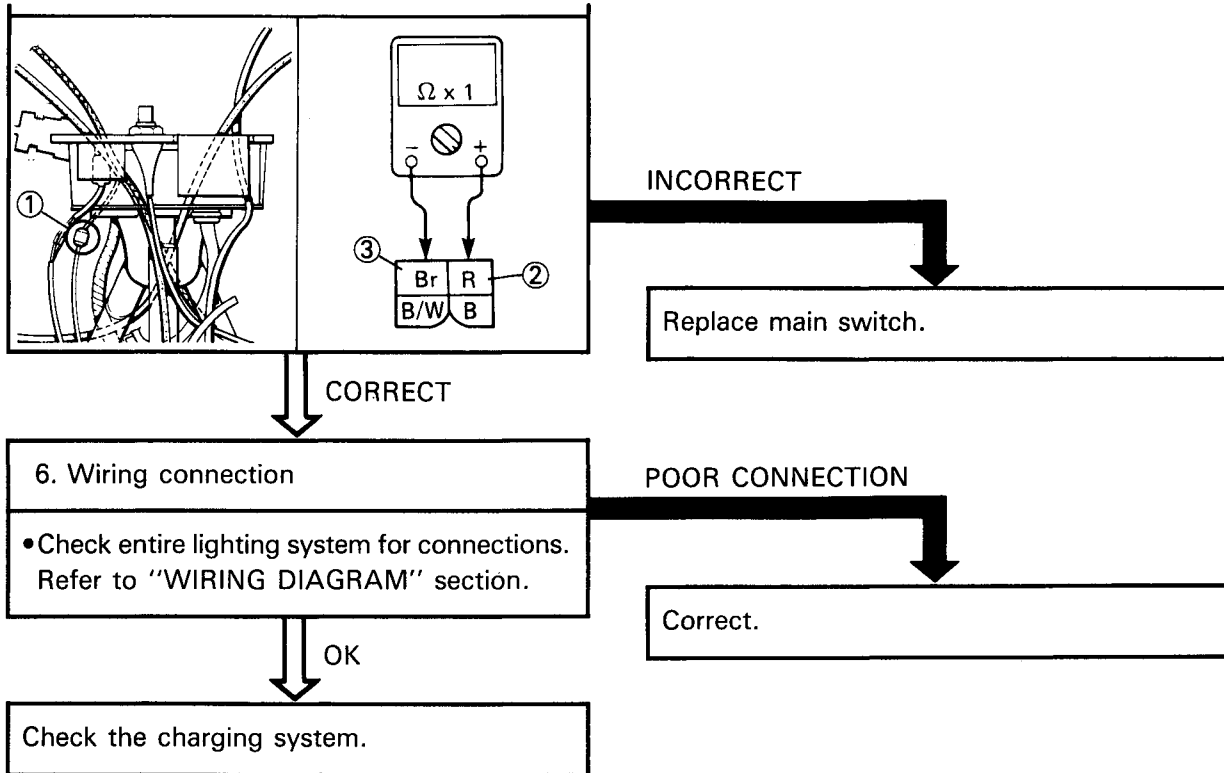 Ω x 1
− +
①
③ Br R ②
B/W B
INCORRECT
Replace main switch.
CORRECT
6. Wiring connection
POOR CONNECTION
•Check entire lighting system for connections.
Refer to "WIRING DIAGRAM" section.
Correct.
OK
Check the charging system.